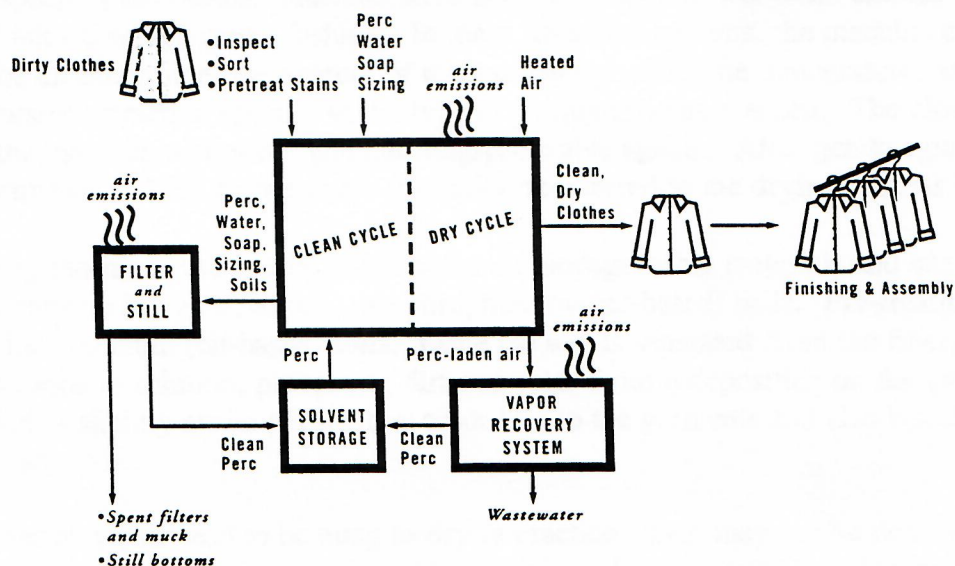 Dirty Clothes
•Inspect
•Sort
•Pretreat Stains
Perc
Water
Soap
Sizing
air
emissions
Heated
Air
air
emissions
Perc,
Water,
Soap,
Sizing,
Soils
CLEAN CYCLE
DRY CYCLE
Clean,
Dry
Clothes
Finishing & Assembly
FILTER
and
STILL
air
emissions
Perc
Perc-laden air
SOLVENT
STORAGE
VAPOR
RECOVERY
SYSTEM
Clean
Perc
Clean
Perc
Wastewater
•Spent filters
and muck
•Still bottoms